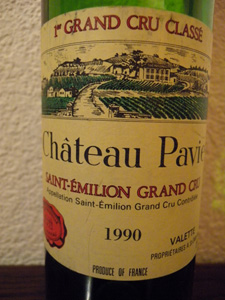 1er GRAND CRU CLASSÉ
Château Pavie
SAINT-ÉMILION GRAND CRU
Appellation Saint-Émilion Grand Cru
1990
VALETTE
PROPRIÉTAIRES
PRODUCE OF FRANCE